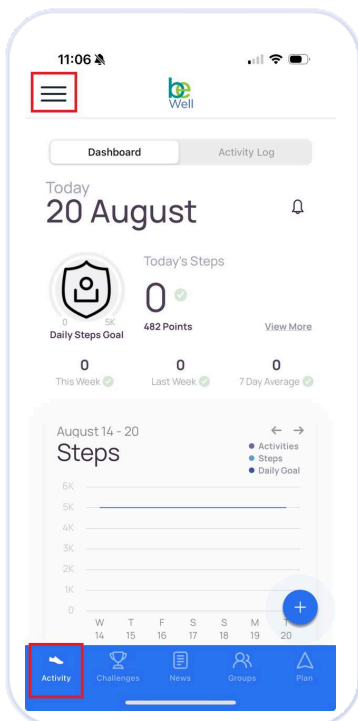 11:06
be
Well
Dashboard
Activity Log
Today
20 August
Today's Steps
0
0
5K
482 Points
View More
Daily Steps Goal
0
0
0
This Week
Last Week
7 Day Average
August 14 - 20
Steps
Activities
Steps
Daily Goal
6K
5K
4K
3K
2K
1K
0
W T F S S M T
14 15 16 17 18 19 20
+
Activity
Challenges
News
Groups
Plan